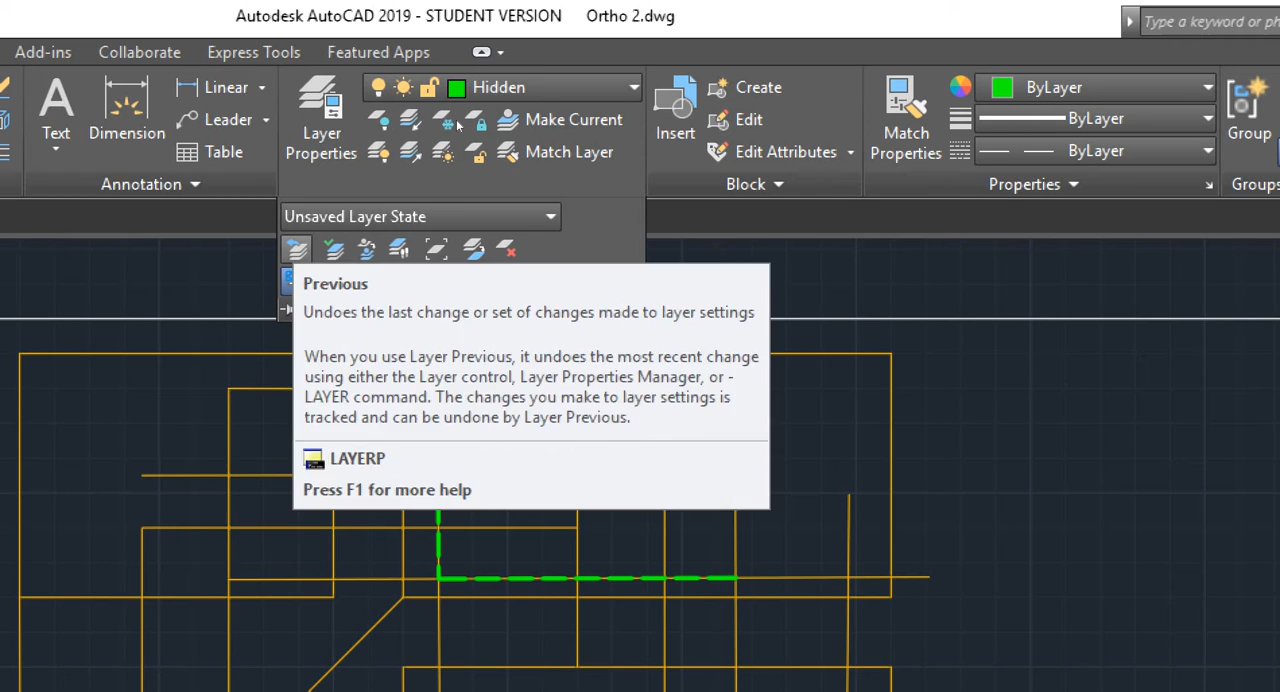 Autodesk AutoCAD 2019 - STUDENT VERSION Ortho 2.dwg
Type a keyword or ph
Add-ins Collaborate Express Tools Featured Apps
Text
Dimension
Linear
Leader
Table
Annotation
Layer
Properties
Hidden
Make Current
Match Layer
Insert
Create
Edit
Edit Attributes
Block
Match
Properties
ByLayer
ByLayer
ByLayer
Properties
Group
Groups
Unsaved Layer State
Previous
Undoes the last change or set of changes made to layer settings
When you use Layer Previous, it undoes the most recent change
using either the Layer control, Layer Properties Manager, or -
LAYER command. The changes you make to layer settings is
tracked and can be undone by Layer Previous.
LAYERP
Press F1 for more help